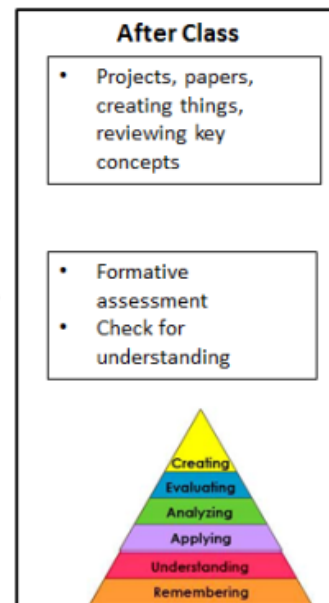 After Class
• Projects, papers,
creating things,
reviewing key
concepts
• Formative
assessment
• Check for
understanding
Creating
Evaluating
Analyzing
Applying
Understanding
Remembering